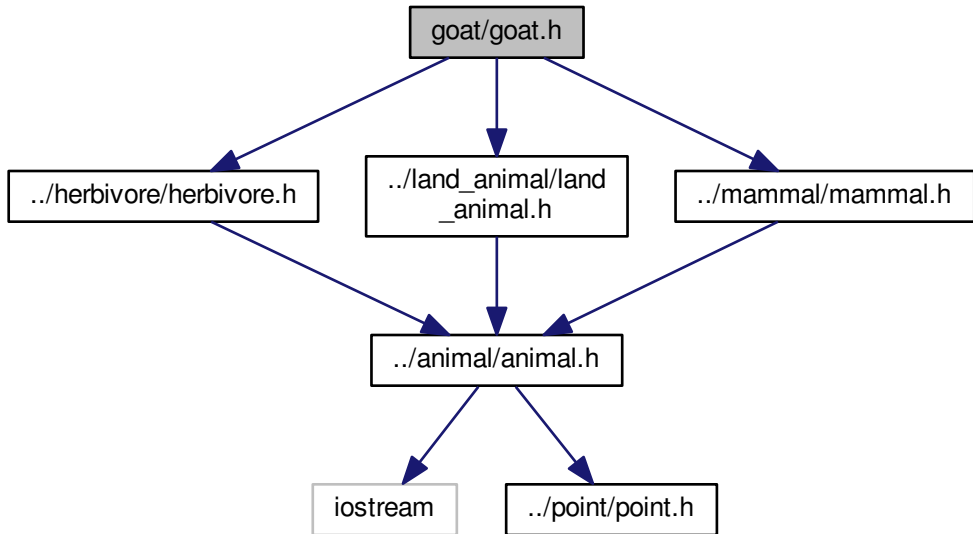 goat/goat.h
../herbivore/herbivore.h
../land_animal/land
_animal.h
../mammal/mammal.h
../animal/animal.h
iostream
../point/point.h